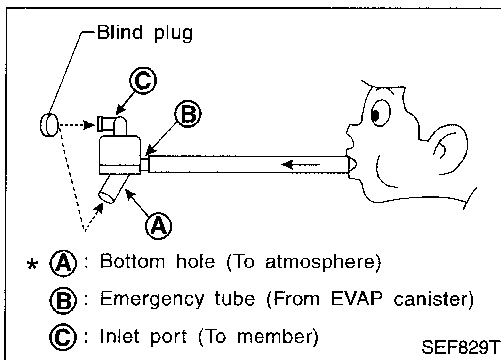 Blind plug
C
B
A
* A : Bottom hole (To atmosphere)
B : Emergency tube (From EVAP canister)
C : Inlet port (To member)
SEF829T